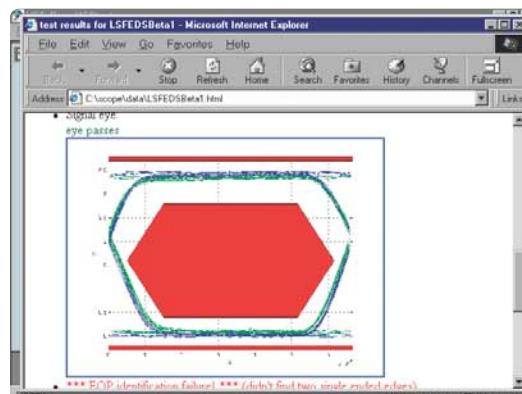 test results for LSFEDSBeta1 - Microsoft Internet Explorer
File Edit View Go Favorites Help
Back Forward Stop Refresh Home Search Favorites History Channels Fullscreen
Address C:\scope\data\LSFEDSBeta1.html Links
Signal eye
eye passes
*** EOP identification failure! *** (didn't find two single ended edges)